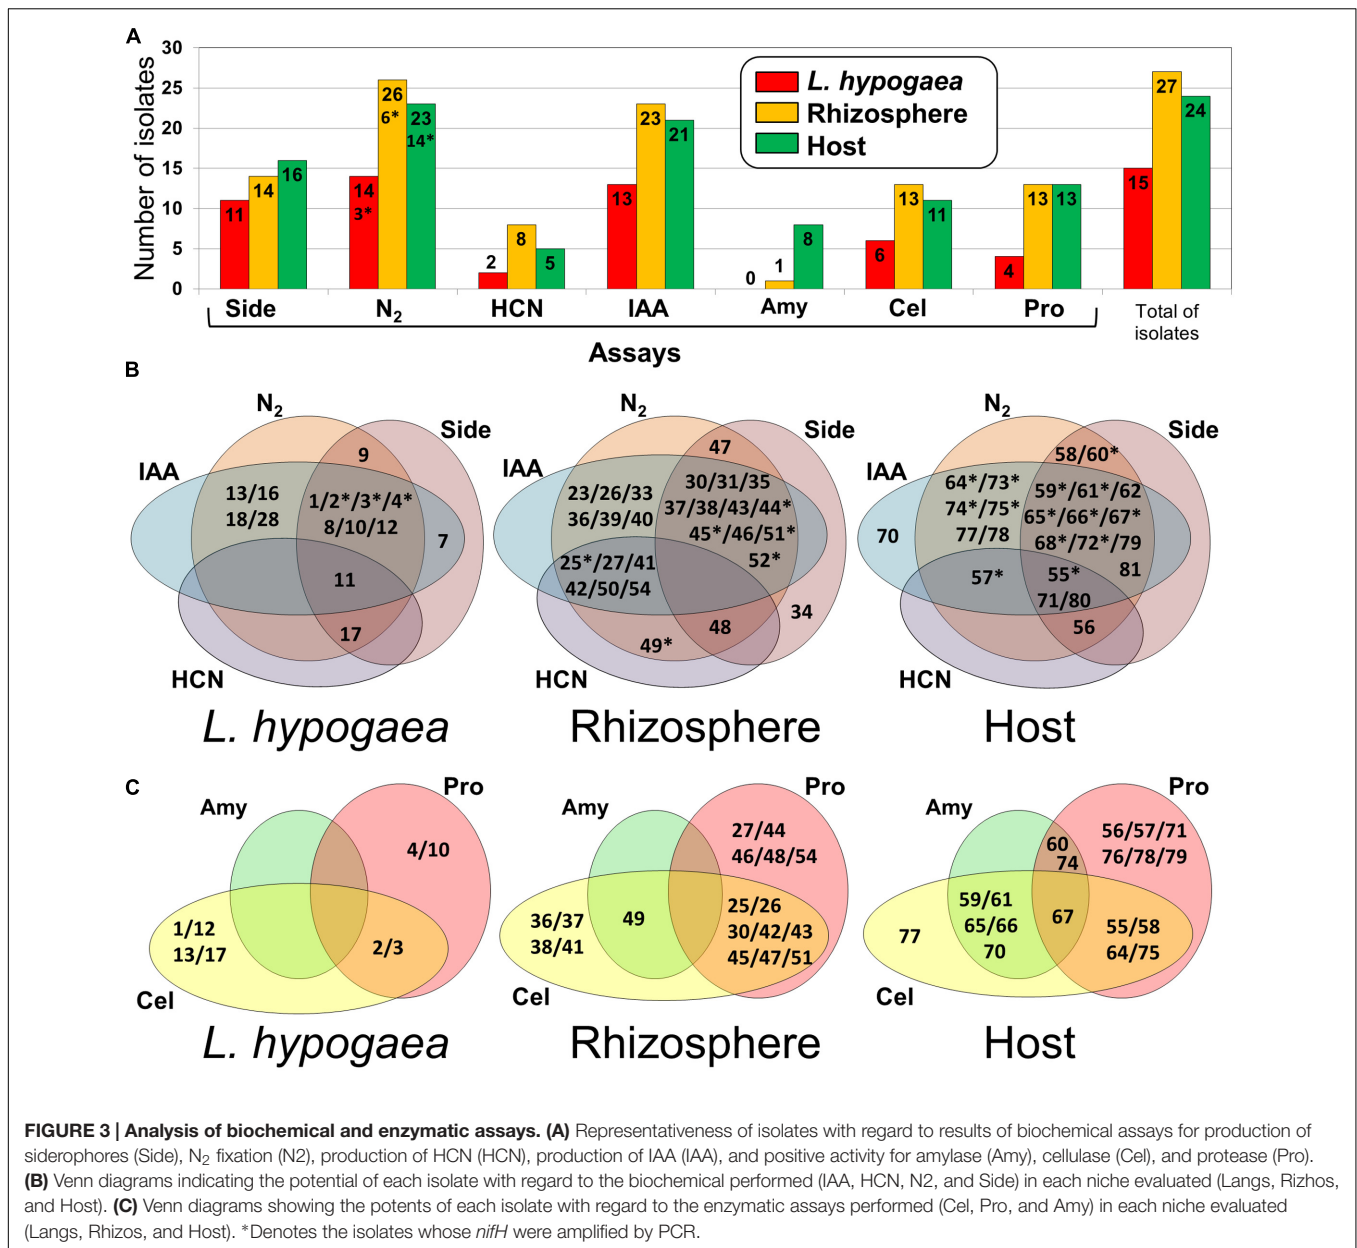 A
Number of isolates
30
25
20
15
10
5
0
L. hypogaea
Rhizosphere
Host
11
14
16
14
3*
26
6*
23
14*
2
8
5
13
23
21
0
1
8
6
13
11
4
13
13
15
27
24
Side
N2
HCN
IAA
Amy
Cel
Pro
Total of
isolates
Assays
B
N2
Side
IAA
HCN
9
13/16
18/28
1/2*/3*/4*
8/10/12
7
11
17
L. hypogaea
N2
Side
IAA
HCN
47
23/26/33
36/39/40
30/31/35
37/38/43/44*
45*/46/51*
52*
25*/27/41
42/50/54
34
48
49*
Rhizosphere
N2
Side
IAA
HCN
58/60*
64*/73*
74*/75*
77/78
59*/61*/62
65*/66*/67*
68*/72*/79
81
70
57*
55*
71/80
56
Host
C
Amy
Pro
Cel
4/10
1/12
13/17
2/3
L. hypogaea
Amy
Pro
Cel
27/44
46/48/54
36/37
38/41
49
25/26
30/42/43
45/47/51
Rhizosphere
Amy
Pro
Cel
60
74
56/57/71
76/78/79
59/61
65/66
70
67
77
55/58
64/75
Host
FIGURE 3 | Analysis of biochemical and enzymatic assays. (A) Representativeness of isolates with regard to results of biochemical assays for production of
siderophores (Side), N2 fixation (N2), production of HCN (HCN), production of IAA (IAA), and positive activity for amylase (Amy), cellulase (Cel), and protease (Pro).
(B) Venn diagrams indicating the potential of each isolate with regard to the biochemical performed (IAA, HCN, N2, and Side) in each niche evaluated (Langs, Rizhos,
and Host). (C) Venn diagrams showing the potents of each isolate with regard to the enzymatic assays performed (Cel, Pro, and Amy) in each niche evaluated
(Langs, Rhizos, and Host). *Denotes the isolates whose nifH were amplified by PCR.